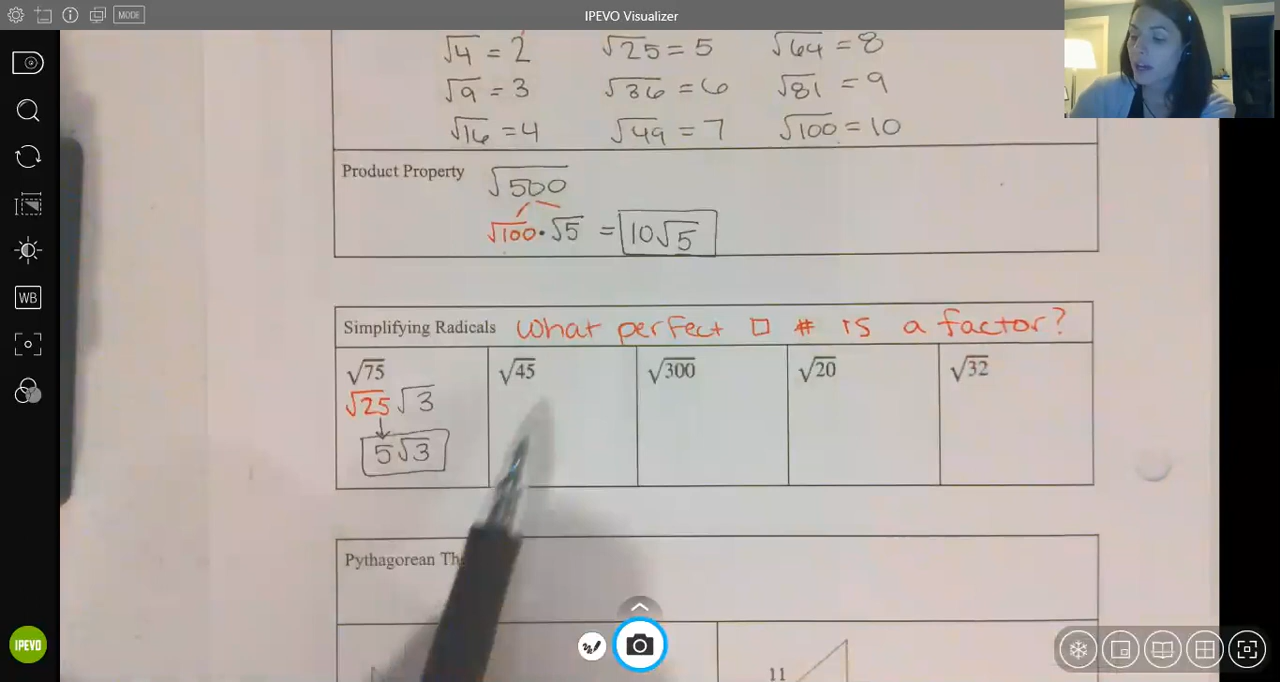 IPEVO Visualizer
MODE
√4 = 2 √25 = 5 √64 = 8
√9 = 3 √36 = 6 √81 = 9
√16 = 4 √49 = 7 √100 = 10
Product Property √500
√100 • √5 = 10√5
Simplifying Radicals What perfect □ # is a factor?
√75 √45 √300 √20 √32
√25 √3
5√3
Pythagorean Th
11
WB
IPEVO